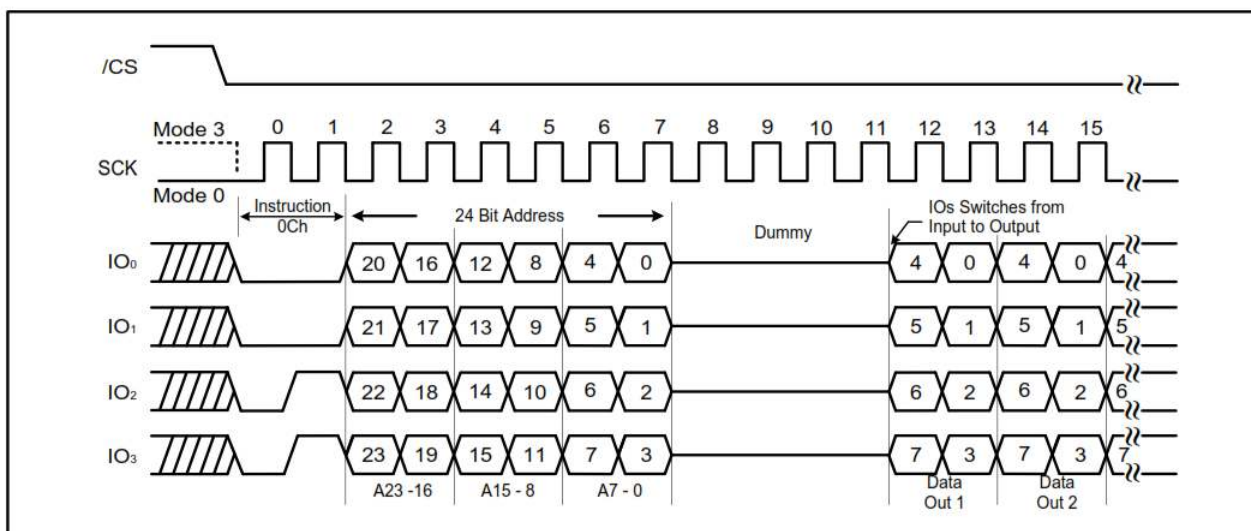 /CS
Mode 3 0 1 2 3 4 5 6 7 8 9 10 11 12 13 14 15
SCK
Mode 0
Instruction
0Ch
24 Bit Address
Dummy
IOs Switches from
Input to Output
IO₀ 20 16 12 8 4 0 4 0 4 0 4
IO₁ 21 17 13 9 5 1 5 1 5 1 5
IO₂ 22 18 14 10 6 2 6 2 6 2 6
IO₃ 23 19 15 11 7 3 7 3 7 3 7
A23 -16 A15 - 8 A7 - 0
Data
Out 1
Data
Out 2